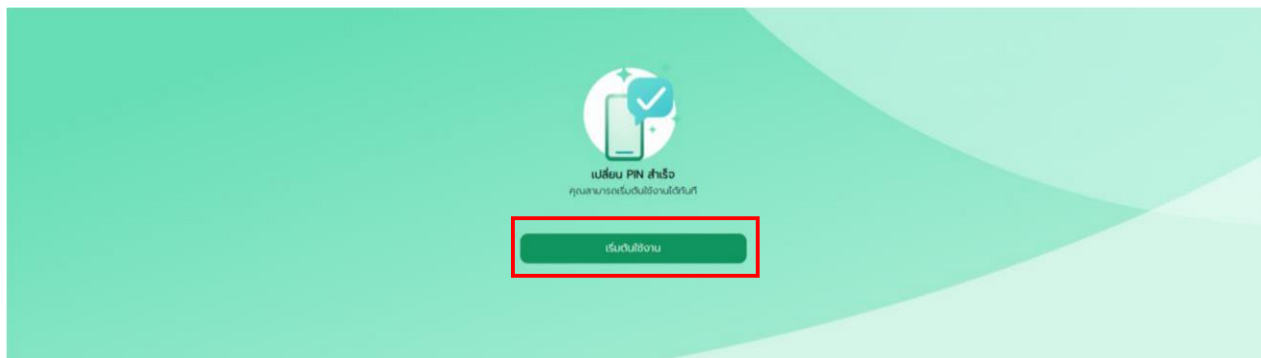 เปลี่ยน PIN สำเร็จ
คุณสามารถเริ่มต้นใช้งานได้ทันที
เริ่มต้นใช้งาน